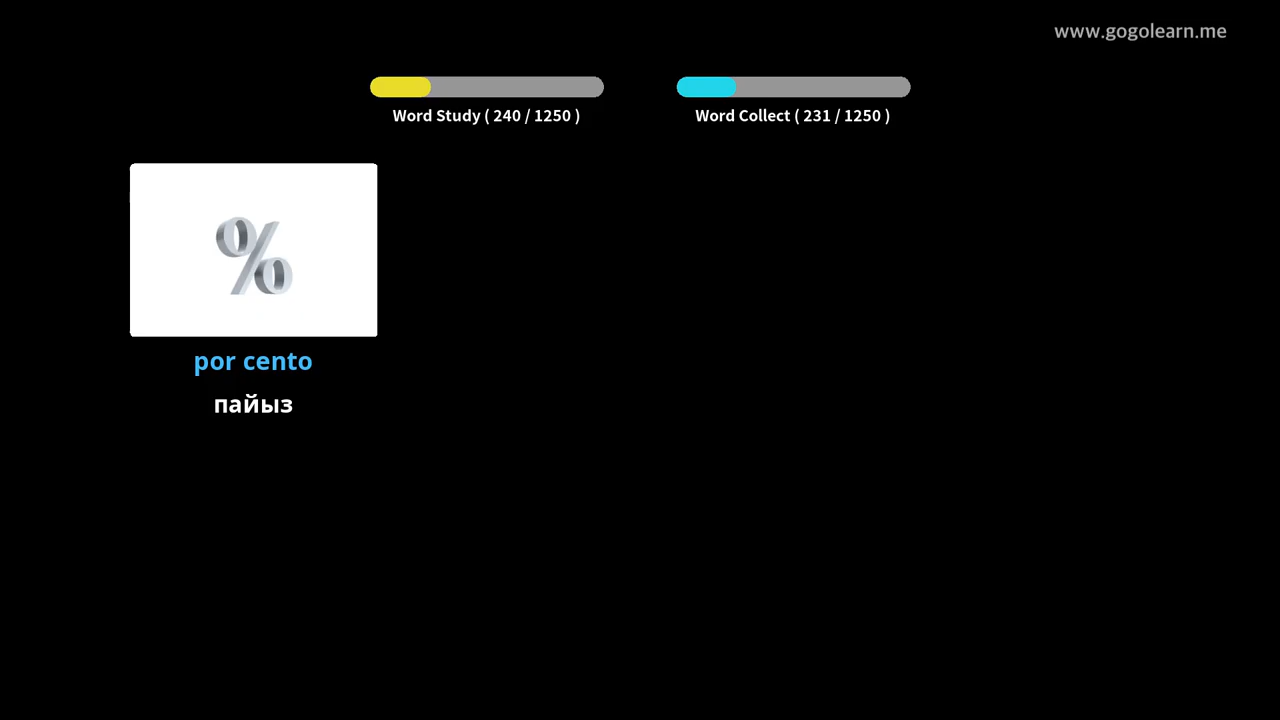 www.gogolearn.me
Word Study ( 240 / 1250 )
Word Collect ( 231 / 1250 )
%
por cento
пайыз